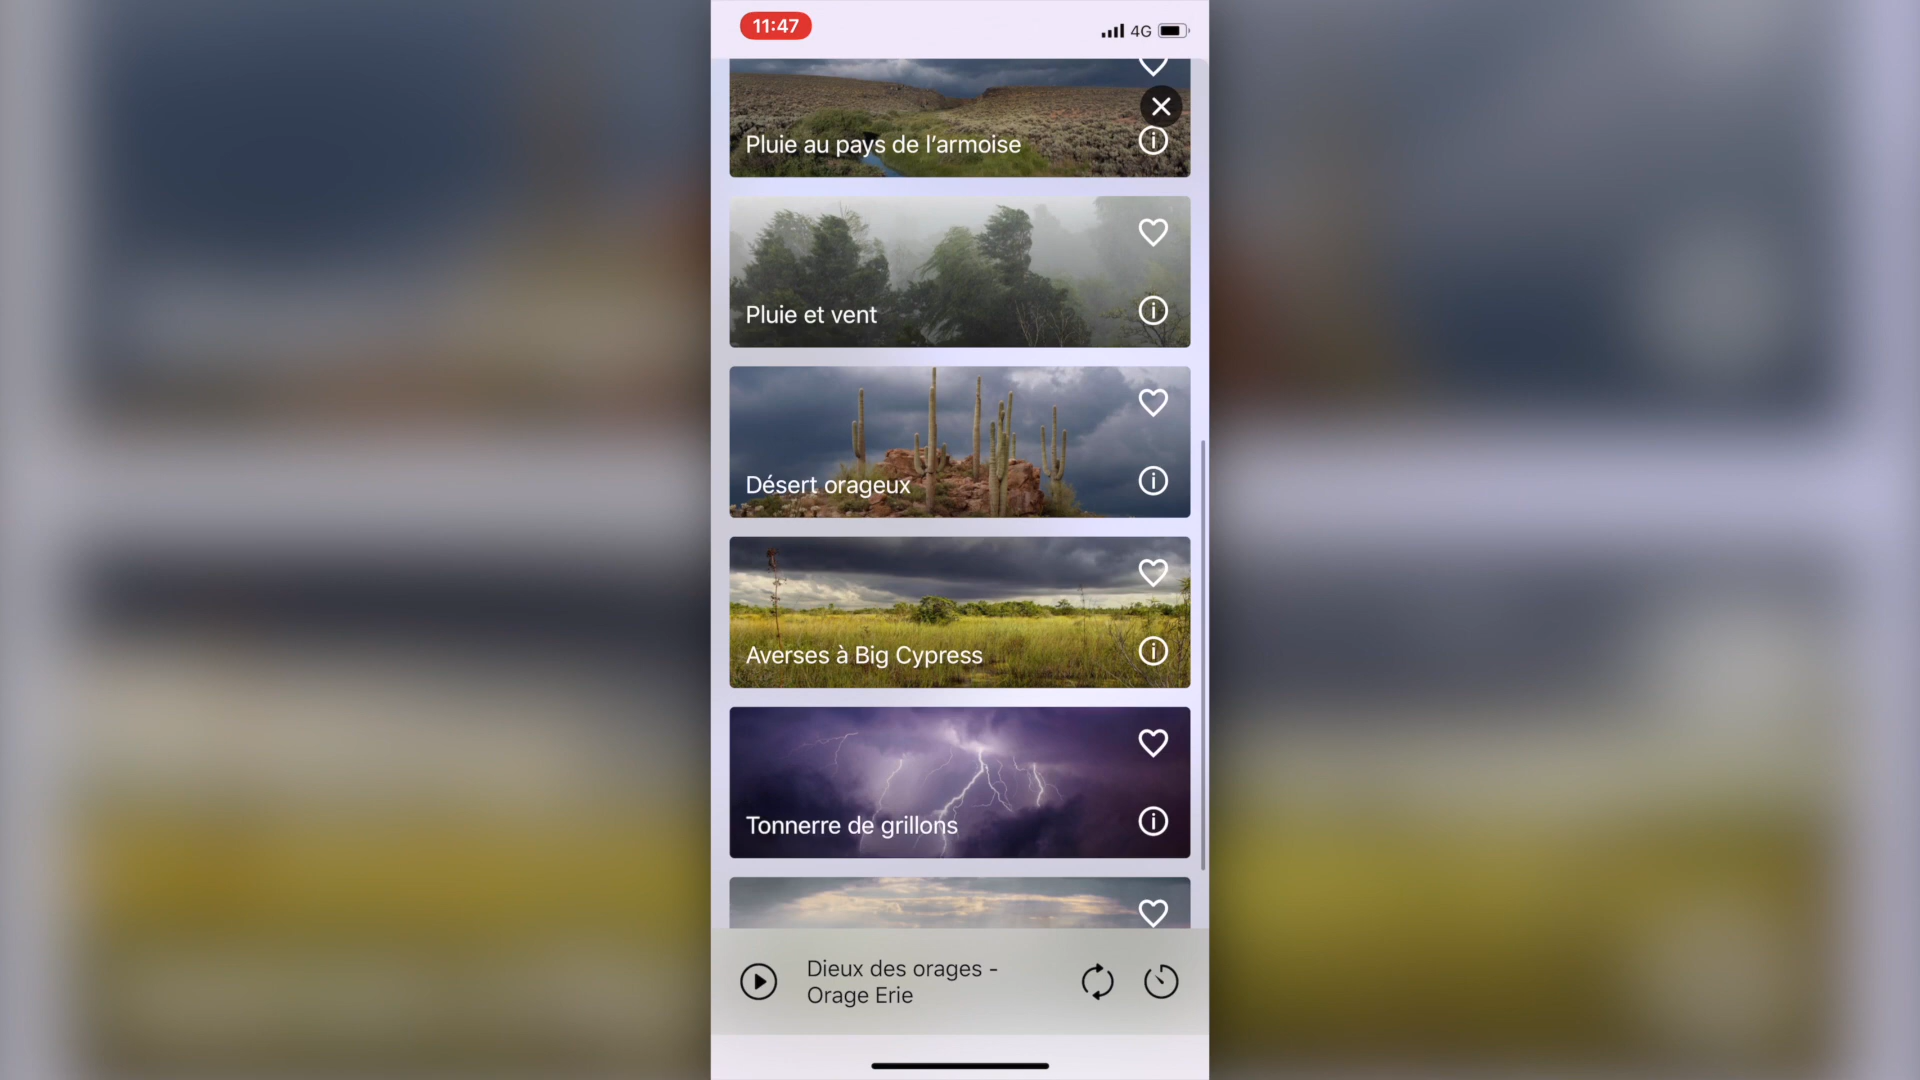 11:47
4G
Pluie au pays de l’armoise
Pluie et vent
Désert orageux
Averses à Big Cypress
Tonnerre de grillons
Dieux des orages -
Orage Erie